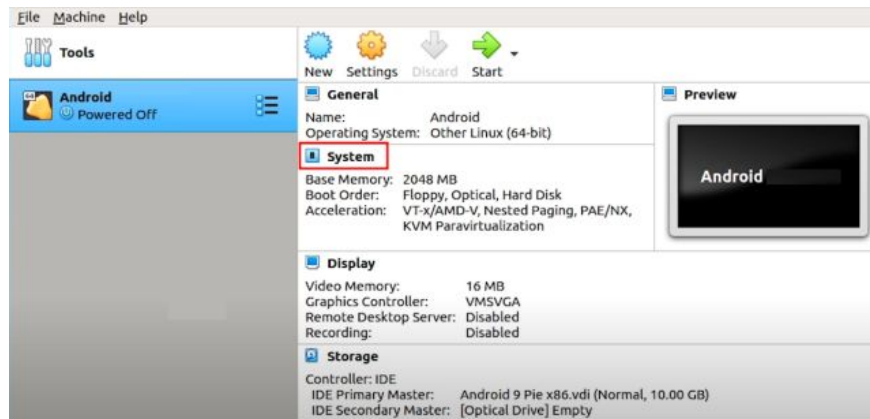 File Machine Help
Tools
New Settings Discard Start
Android
Powered Off
General
Name: Android
Operating System: Other Linux (64-bit)
System
Base Memory: 2048 MB
Boot Order: Floppy, Optical, Hard Disk
Acceleration: VT-x/AMD-V, Nested Paging, PAE/NX,
KVM Paravirtualization
Preview
Android
Display
Video Memory: 16 MB
Graphics Controller: VMSVGA
Remote Desktop Server: Disabled
Recording: Disabled
Storage
Controller: IDE
IDE Primary Master: Android 9 Pie x86.vdi (Normal, 10.00 GB)
IDE Secondary Master: [Optical Drive] Empty